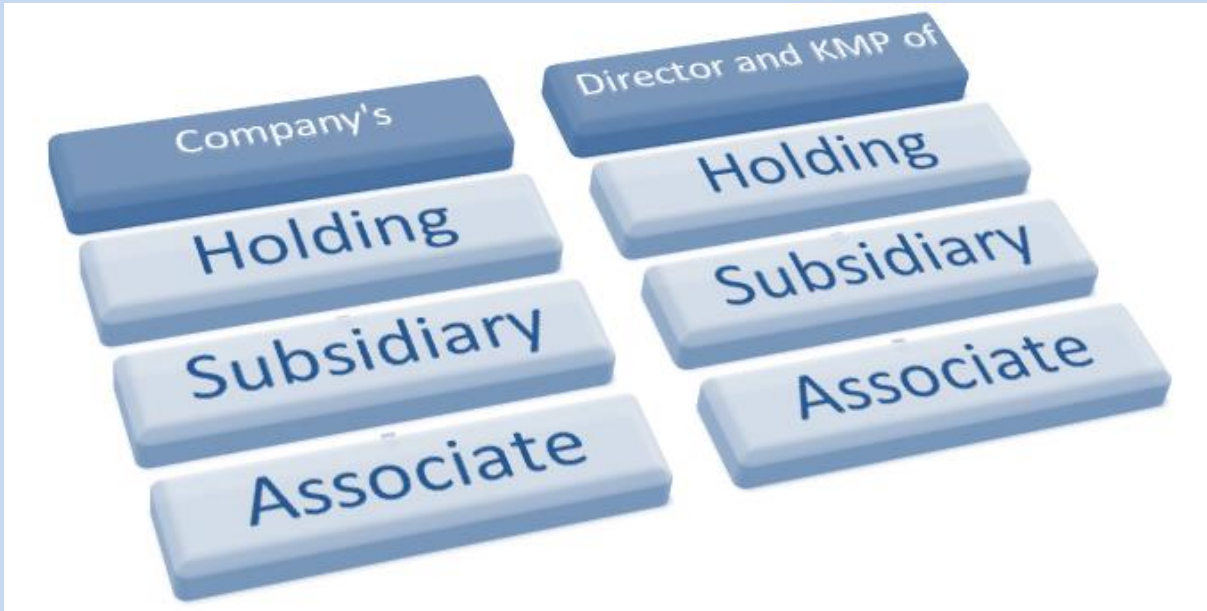 Company's
Holding
Subsidiary
Associate
Director and KMP of
Holding
Subsidiary
Associate